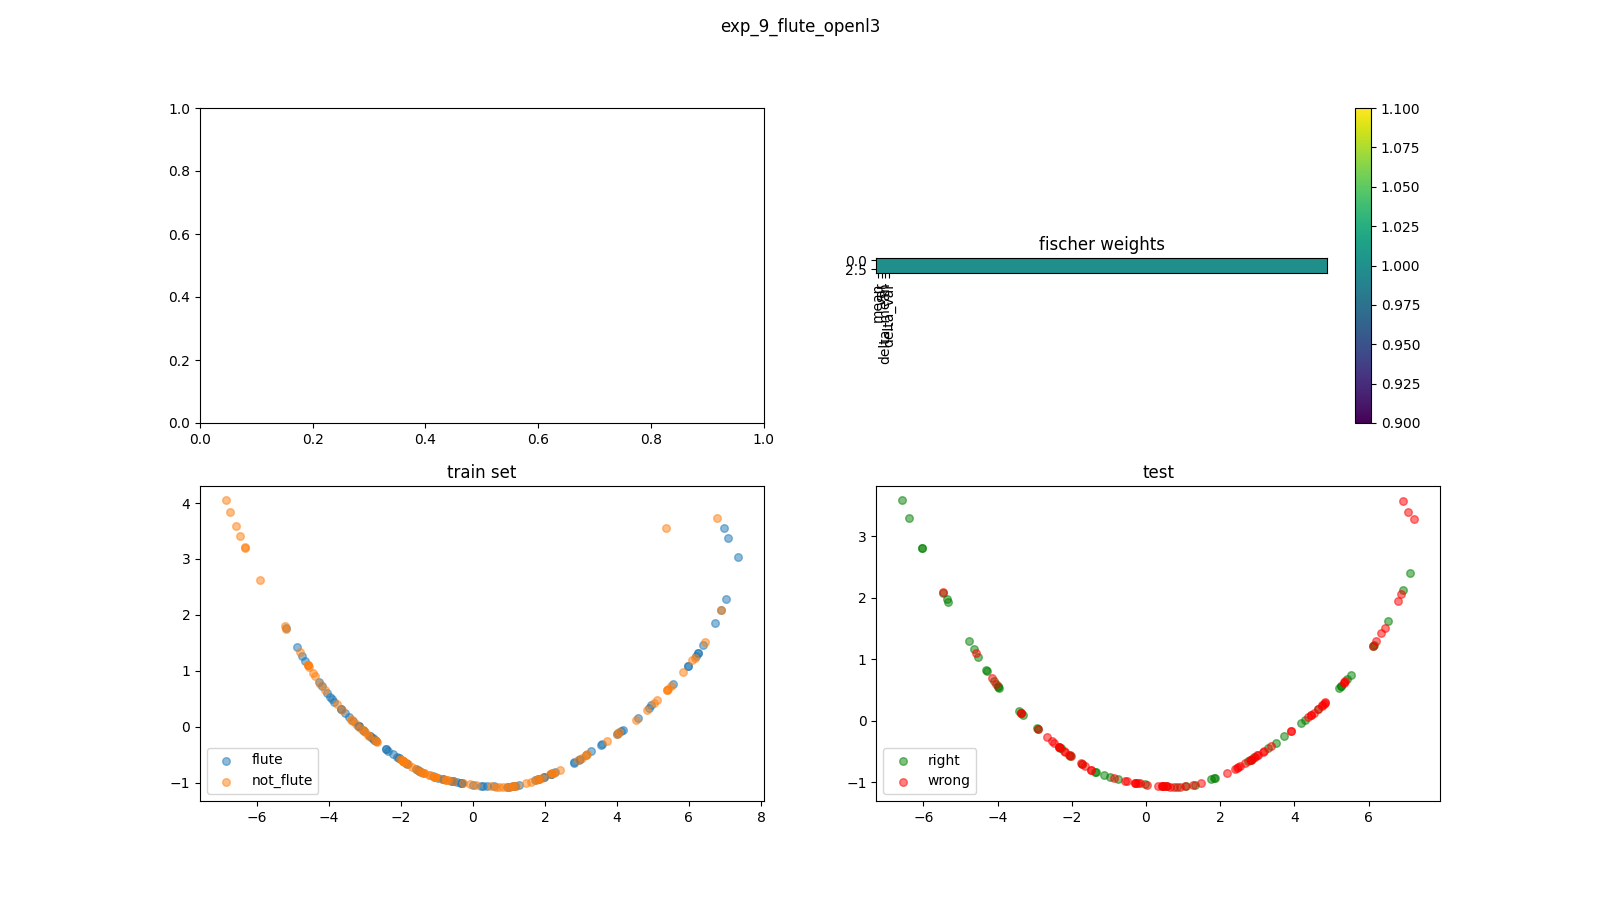 exp_9_flute_openl3
1.0
0.8
0.6
0.4
0.2
0.0
0.0 0.2 0.4 0.6 0.8 1.0
fischer weights
0.0
2.5
mean
delta_mean
delta_var
1.100
1.075
1.050
1.025
1.000
0.975
0.950
0.925
0.900
train set
4
3
2
1
0
−1
−6 −4 −2 0 2 4 6 8
flute
not_flute
test
3
2
1
0
−1
−6 −4 −2 0 2 4 6
right
wrong